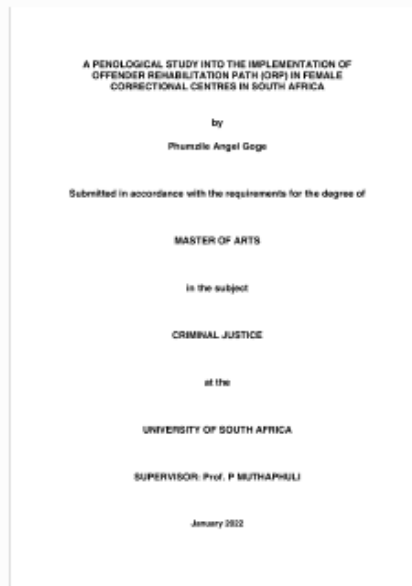 A PENOLOGICAL STUDY INTO THE IMPLEMENTATION OF
OFFENDER REHABILITATION PATH (ORP) IN FEMALE
CORRECTIONAL CENTRES IN SOUTH AFRICA
by
Phumzile Angel Goge
Submitted in accordance with the requirements for the degree of
MASTER OF ARTS
in the subject
CRIMINAL JUSTICE
at the
UNIVERSITY OF SOUTH AFRICA
SUPERVISOR: Prof. P MUTHAPHULI
January 2022